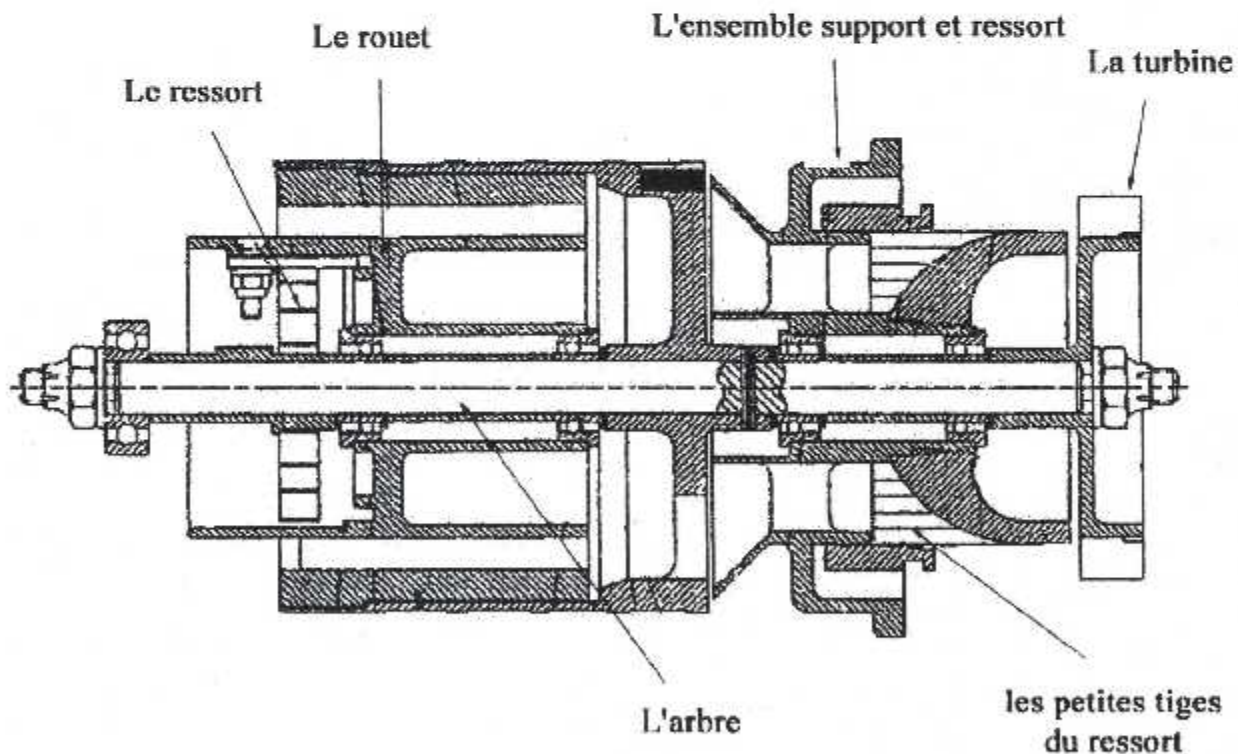 Le rouet
L'ensemble support et ressort
La turbine
Le ressort
L'arbre
les petites tiges
du ressort